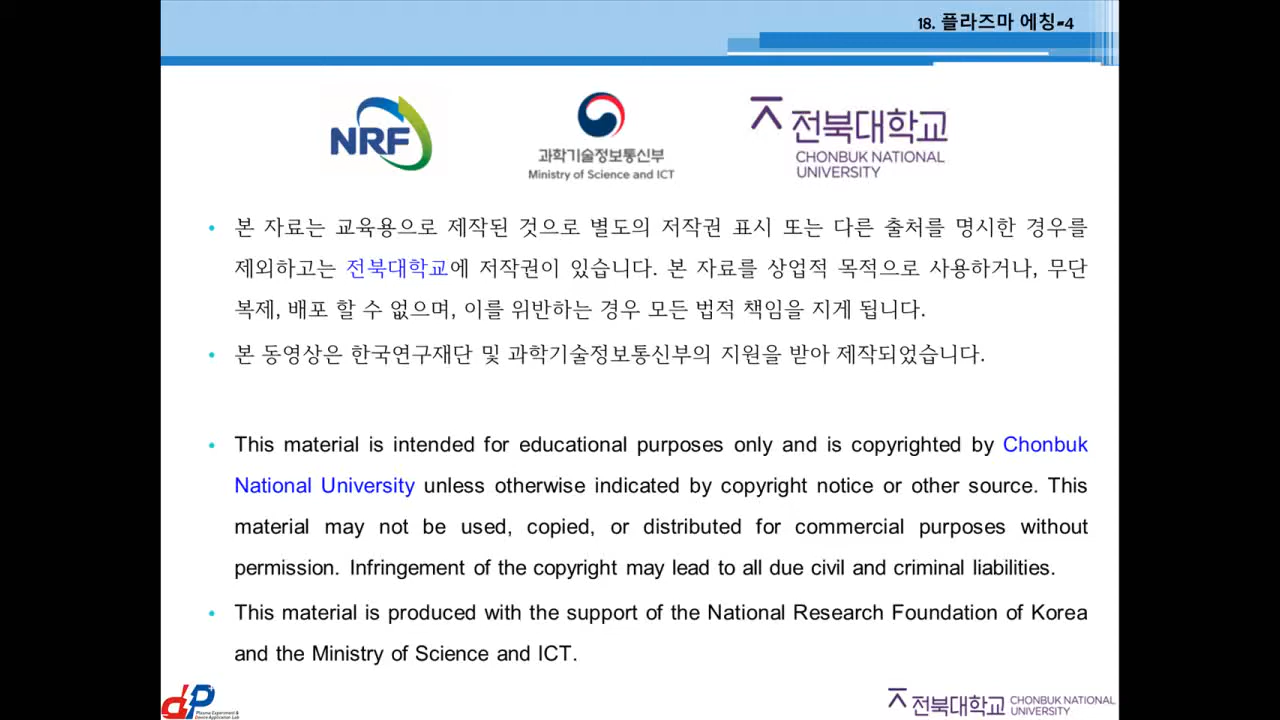 18. 플라즈마 에칭-4
NRF
과학기술정보통신부
Ministry of Science and ICT
전북대학교
CHONBUK NATIONAL
UNIVERSITY
• 본 자료는 교육용으로 제작된 것으로 별도의 저작권 표시 또는 다른 출처를 명시한 경우를
제외하고는 전북대학교에 저작권이 있습니다. 본 자료를 상업적 목적으로 사용하거나, 무단
복제, 배포 할 수 없으며, 이를 위반하는 경우 모든 법적 책임을 지게 됩니다.
• 본 동영상은 한국연구재단 및 과학기술정보통신부의 지원을 받아 제작되었습니다.
• This material is intended for educational purposes only and is copyrighted by Chonbuk
National University unless otherwise indicated by copyright notice or other source. This
material may not be used, copied, or distributed for commercial purposes without
permission. Infringement of the copyright may lead to all due civil and criminal liabilities.
• This material is produced with the support of the National Research Foundation of Korea
and the Ministry of Science and ICT.
dP
Plasma Experiment &
Device Application Lab
전북대학교
CHONBUK NATIONAL
UNIVERSITY